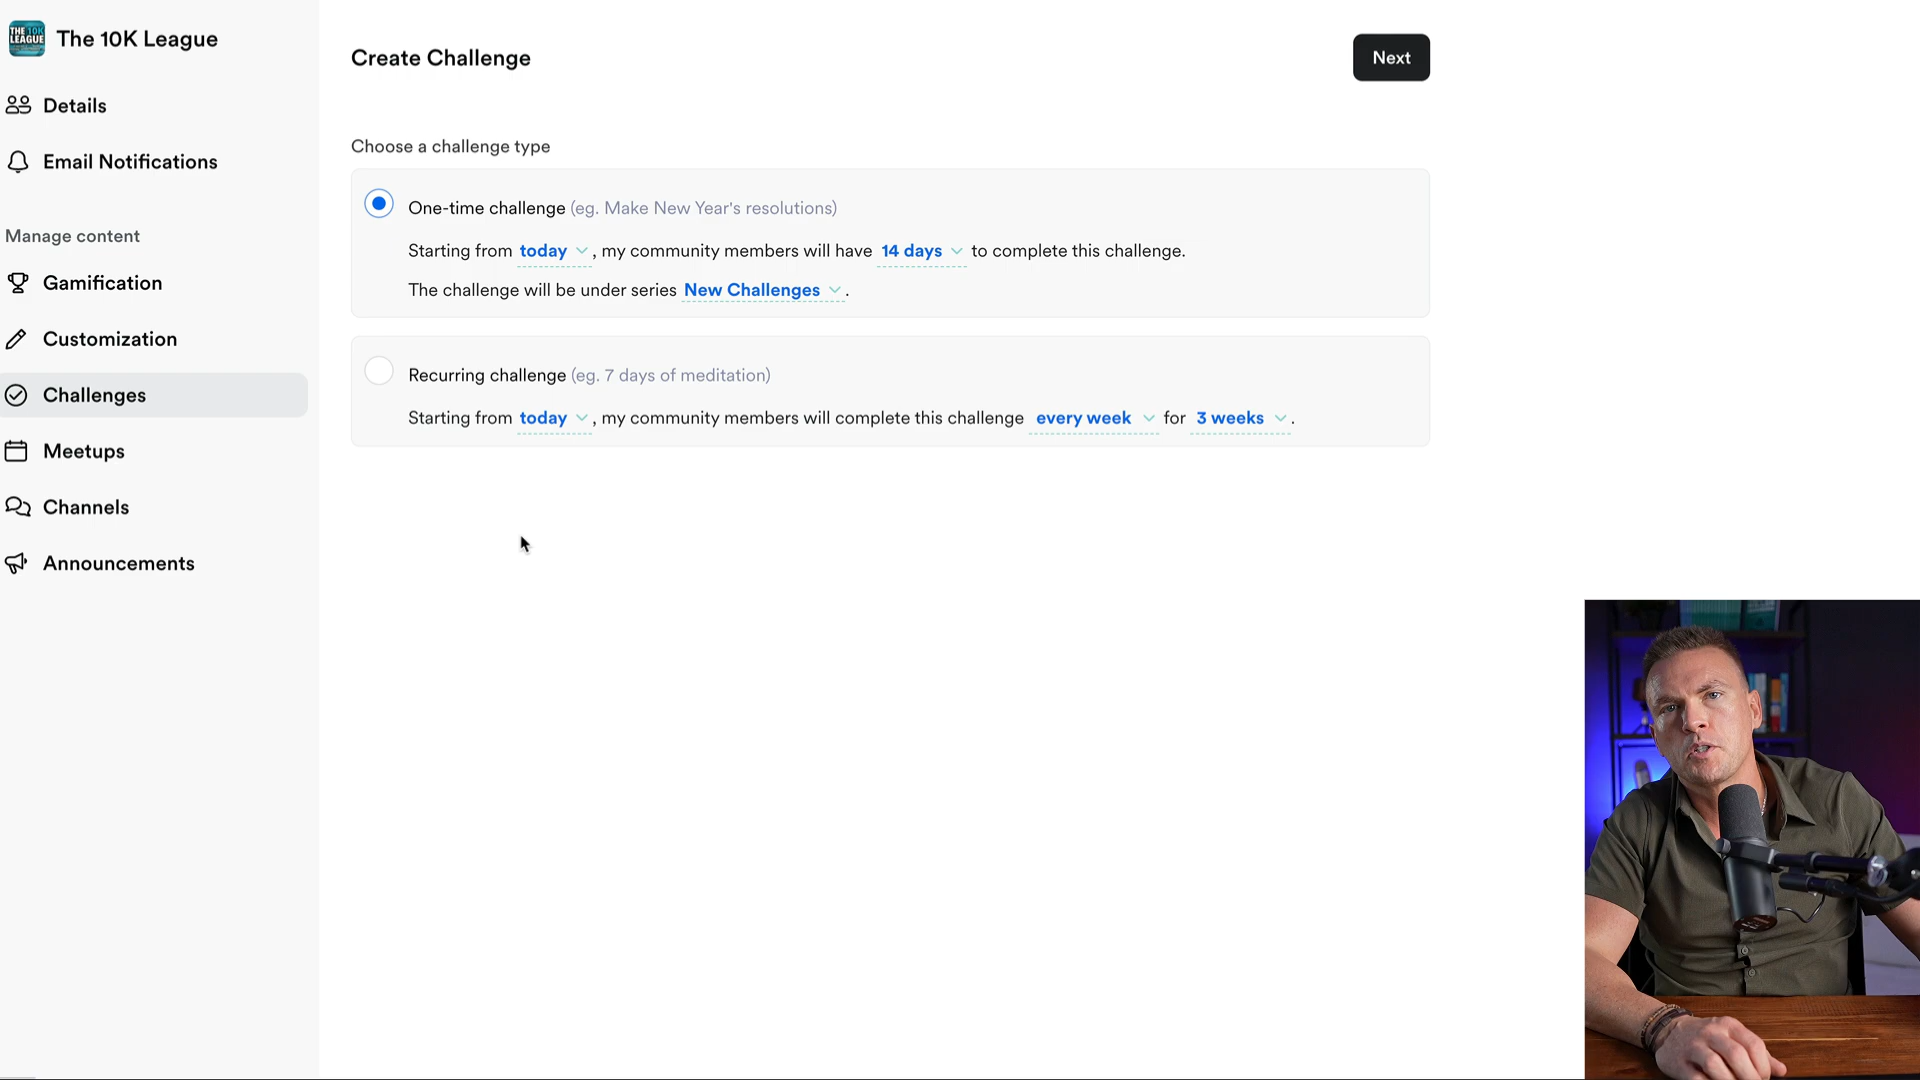 THE 10K
LEAGUE
The 10K League
Details
Email Notifications
Manage content
Gamification
Customization
Challenges
Meetups
Channels
Announcements
Create Challenge
Next
Choose a challenge type
One-time challenge (eg. Make New Year's resolutions)
Starting from today , my community members will have 14 days to complete this challenge.
The challenge will be under series New Challenges .
Recurring challenge (eg. 7 days of meditation)
Starting from today , my community members will complete this challenge every week for 3 weeks .